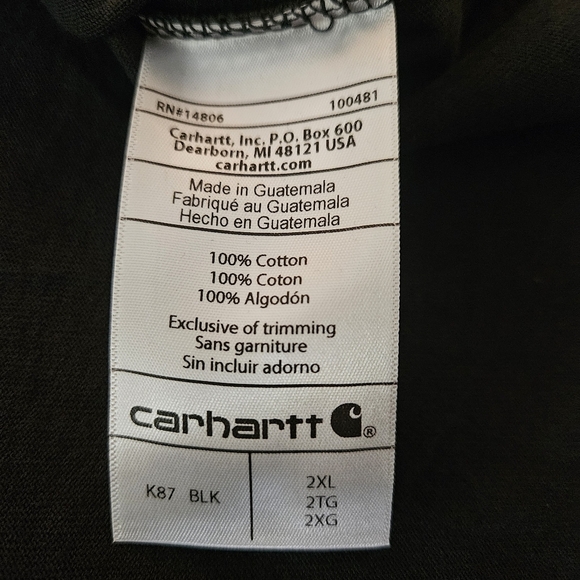 RN#14806 100481
Carhartt, Inc. P.O. Box 600
Dearborn, MI 48121 USA
carhartt.com
Made in Guatemala
Fabriqué au Guatemala
Hecho en Guatemala
100% Cotton
100% Coton
100% Algodón
Exclusive of trimming
Sans garniture
Sin incluir adorno
carhartt ®
K87 BLK
2XL
2TG
2XG